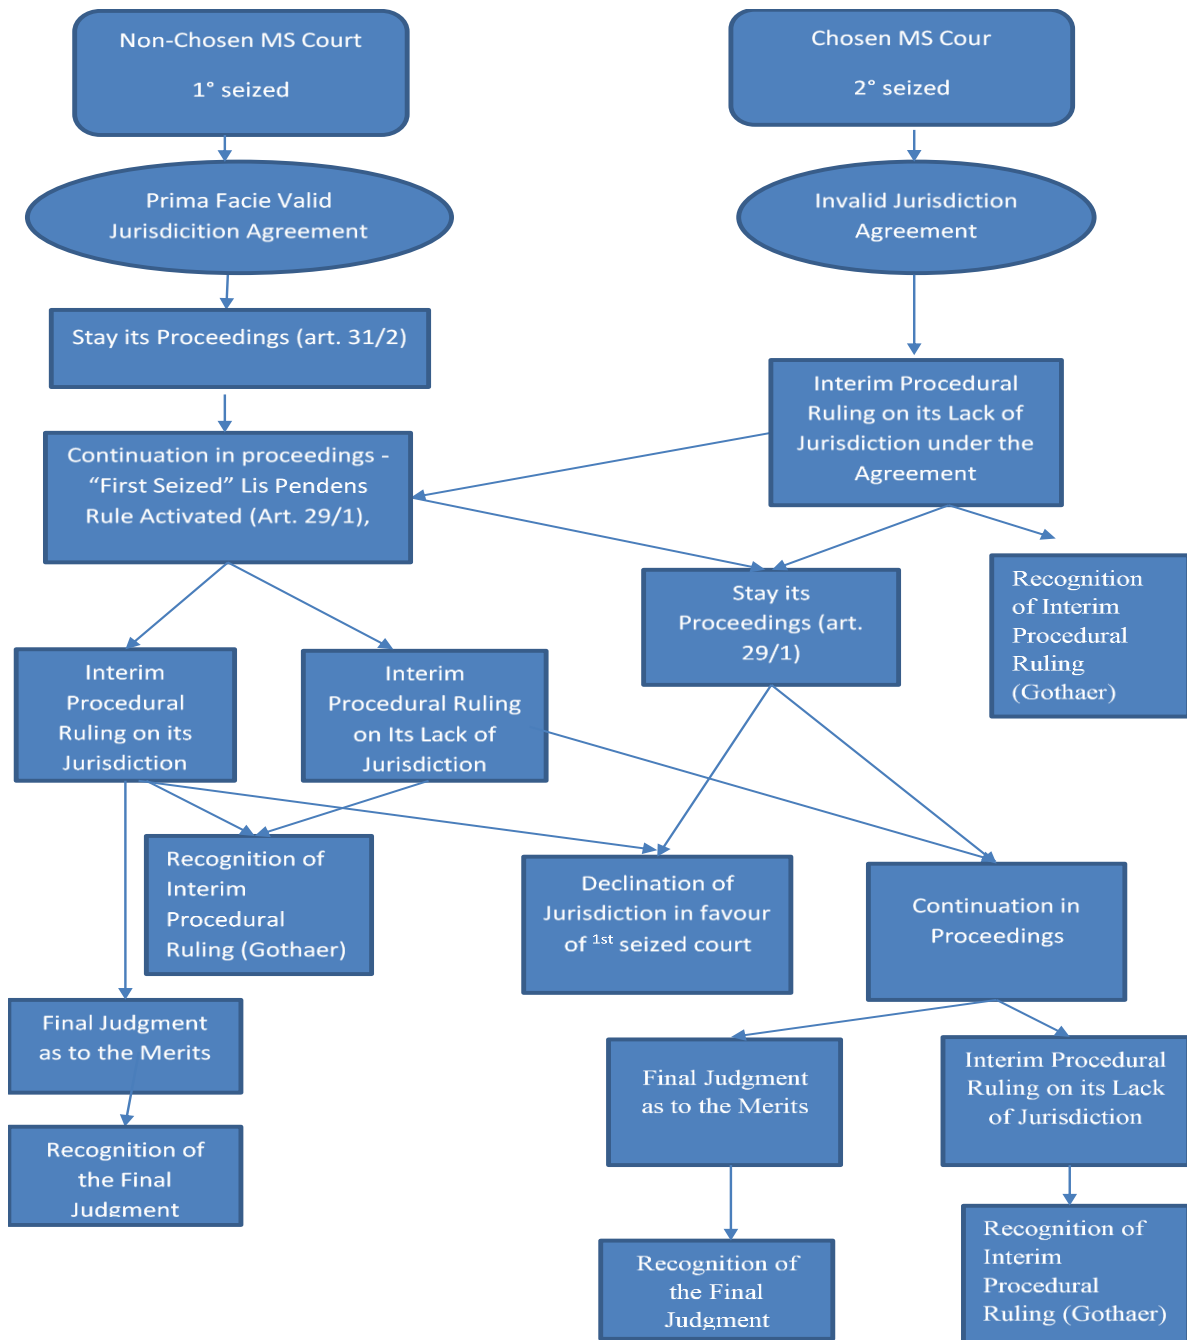 Non-Chosen MS Court
1° seized
Chosen MS Cour
2° seized
Prima Facie Valid
Jurisdicition Agreement
Invalid Jurisdiction
Agreement
Stay its Proceedings (art. 31/2)
Interim Procedural
Ruling on its Lack of
Jurisdiction under the
Agreement
Continuation in proceedings -
“First Seized” Lis Pendens
Rule Activated (Art. 29/1),
Stay its
Proceedings (art.
29/1)
Recognition
of Interim
Procedural
Ruling
(Gothaer)
Interim
Procedural
Ruling on its
Jurisdiction
Interim
Procedural Ruling
on Its Lack of
Jurisdiction
Recognition of
Interim
Procedural
Ruling (Gothaer)
Declination of
Jurisdiction in favour
of 1st seized court
Continuation in
Proceedings
Final Judgment
as to the Merits
Final Judgment
as to the Merits
Interim Procedural
Ruling on its Lack
of Jurisdiction
Recognition of
the Final
Judgment
Recognition of
the Final
Judgment
Recognition of
Interim
Procedural
Ruling (Gothaer)